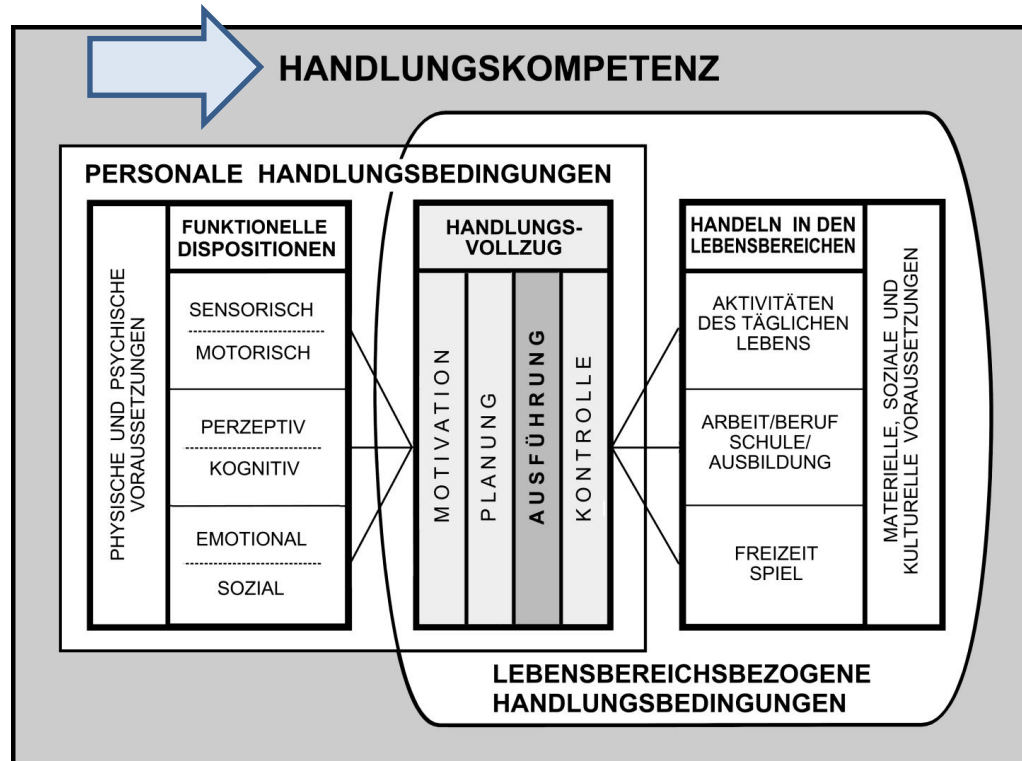 HANDLUNGSKOMPETENZ
PERSONALE HANDLUNGSBEDINGUNGEN
PHYSISCHE UND PSYCHISCHE
VORAUSSETZUNGEN
FUNKTIONELLE
DISPOSITIONEN
SENSORISCH
MOTORISCH
PERZEPTIV
KOGNITIV
EMOTIONAL
SOZIAL
HANDLUNGS-
VOLLZUG
MOTIVATION
PLANUNG
AUSFÜHRUNG
KONTROLLE
HANDELN IN DEN
LEBENSBEREICHEN
AKTIVITÄTEN
DES TÄGLICHEN
LEBENS
ARBEIT/BERUF
SCHULE/
AUSBILDUNG
FREIZEIT
SPIEL
MATERIELLE, SOZIALE UND
KULTURELLE VORAUSSETZUNGEN
LEBENSBEREICHSBEZOGENE
HANDLUNGSBEDINGUNGEN